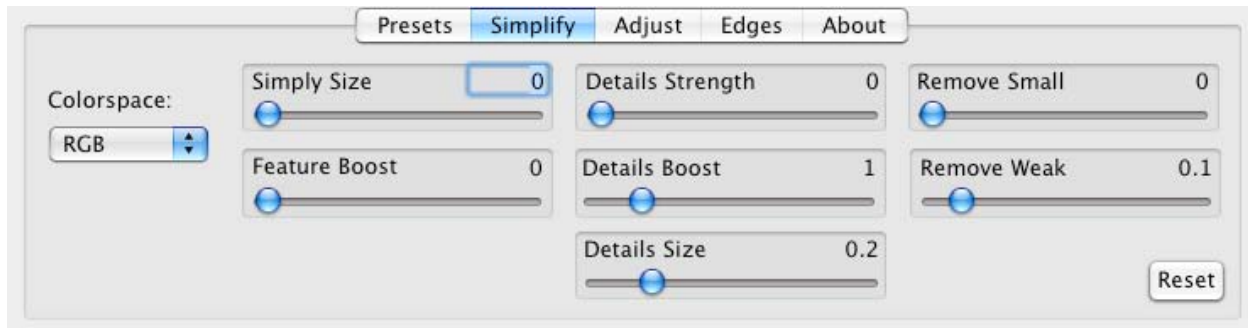 Presets Simplify Adjust Edges About
Colorspace:
RGB
Simply Size 0
Feature Boost 0
Details Strength 0
Details Boost 1
Details Size 0.2
Remove Small 0
Remove Weak 0.1
Reset